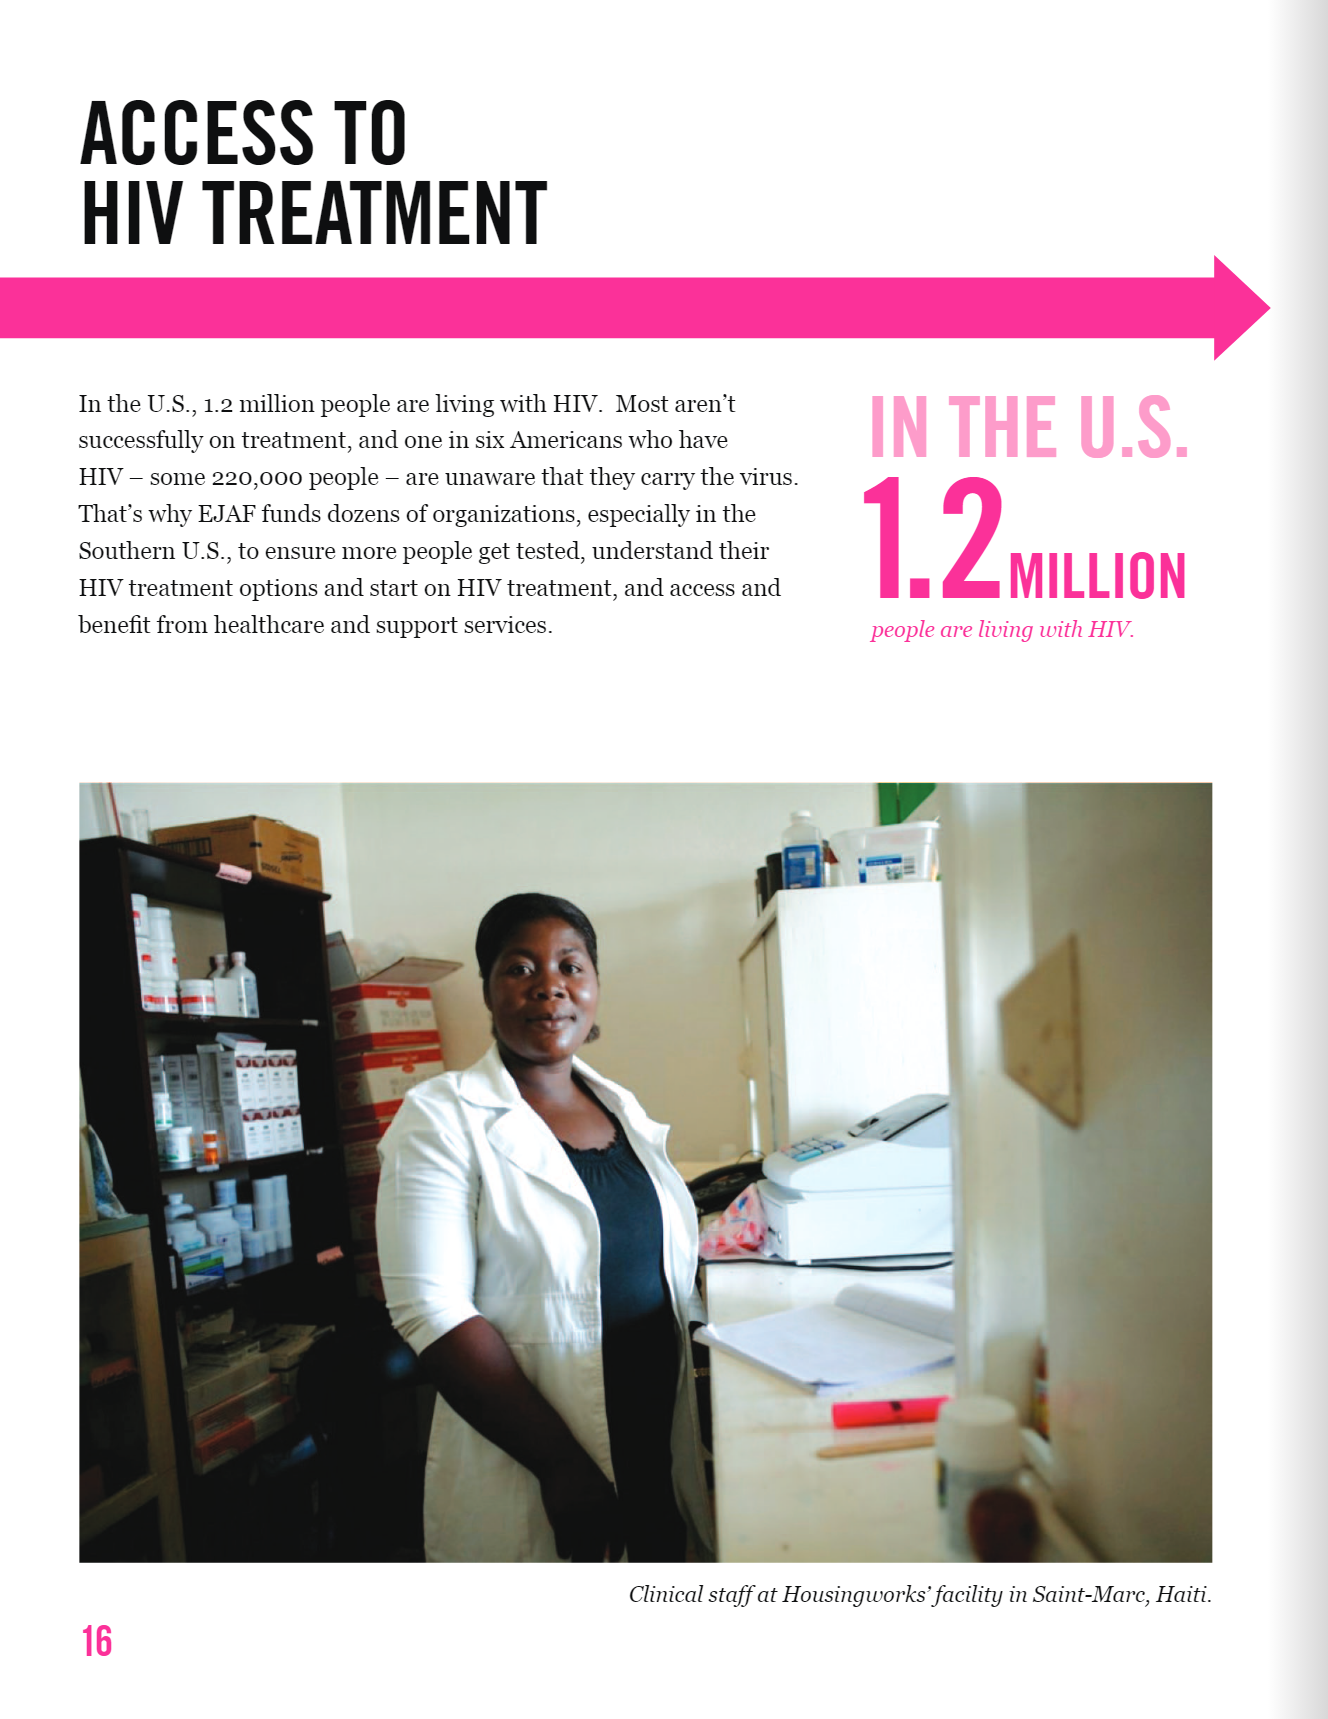 ACCESS TO
HIV TREATMENT
In the U.S., 1.2 million people are living with HIV.  Most aren’t
successfully on treatment, and one in six Americans who have
HIV – some 220,000 people – are unaware that they carry the virus.
That’s why EJAF funds dozens of organizations, especially in the
Southern U.S., to ensure more people get tested, understand their
HIV treatment options and start on HIV treatment, and access and
benefit from healthcare and support services.
IN THE U.S.
1.2 MILLION
people are living with HIV.
Clinical staff at Housingworks’ facility in Saint-Marc, Haiti.
16